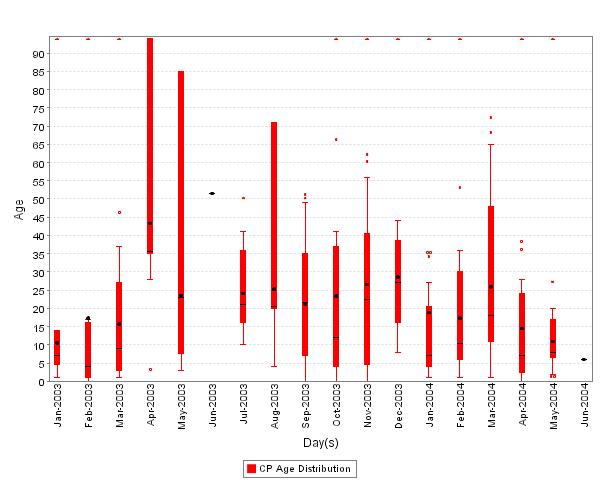 90
85
80
75
70
65
60
55
50
45
40
35
30
25
20
15
10
5
0
Age
Jan-2003
Feb-2003
Mar-2003
Apr-2003
May-2003
Jun-2003
Jul-2003
Aug-2003
Sep-2003
Oct-2003
Nov-2003
Dec-2003
Jan-2004
Feb-2004
Mar-2004
Apr-2004
May-2004
Jun-2004
Day(s)
CP Age Distribution